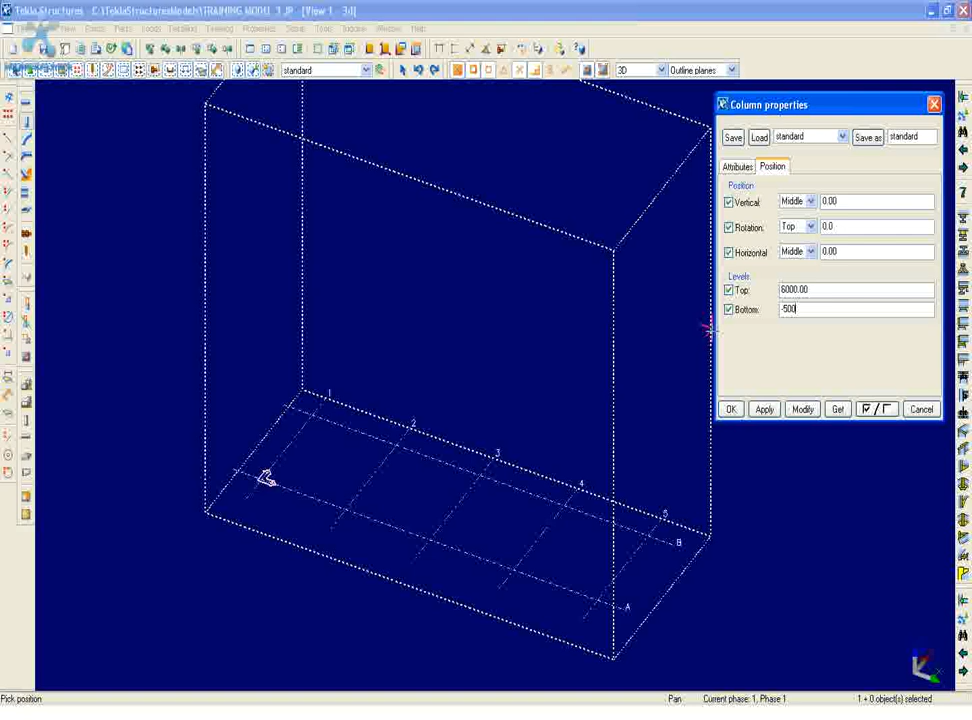 Tekla Structures - C:\TeklaStructuresModels\TRAINING MODEL 3 JP - [View 1 - 3d]
standard
3D
Outline planes
Column properties
Save
Load
standard
Save as
standard
Attributes
Position
Position
Vertical:
Middle
0.00
Rotation:
Top
0.0
Horizontal
Middle
0.00
Levels
Top:
6000.00
Bottom:
-500
OK
Apply
Modify
Get
Cancel
1
2
3
4
5
B
A
Pick position
Pan
Current phase: 1, Phase 1
1 + 0 object(s) selected